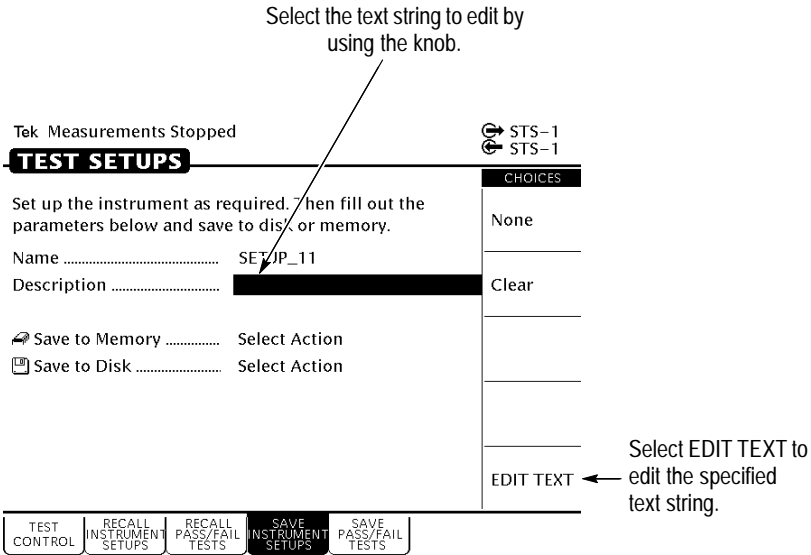 Select the text string to edit by
using the knob.
Tek Measurements Stopped
STS–1
STS–1
TEST SETUPS
CHOICES
Set up the instrument as required. Then fill out the
parameters below and save to disk or memory.
Name ........................................ SETUP_11
Description ............................
Save to Memory .............. Select Action
Save to Disk ...................... Select Action
None
Clear
EDIT TEXT
Select EDIT TEXT to
edit the specified
text string.
TEST
CONTROL
RECALL
INSTRUMENT
SETUPS
RECALL
PASS/FAIL
TESTS
SAVE
INSTRUMENT
SETUPS
SAVE
PASS/FAIL
TESTS